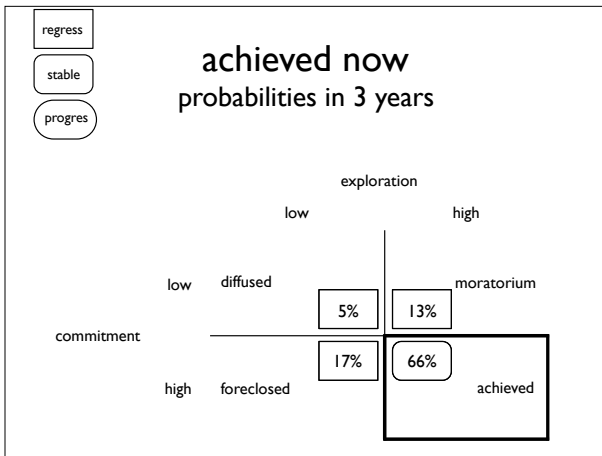 regress
stable
progres
achieved now
probabilities in 3 years
exploration
low high
low diffused moratorium
5% 13%
commitment
17% 66%
high foreclosed achieved